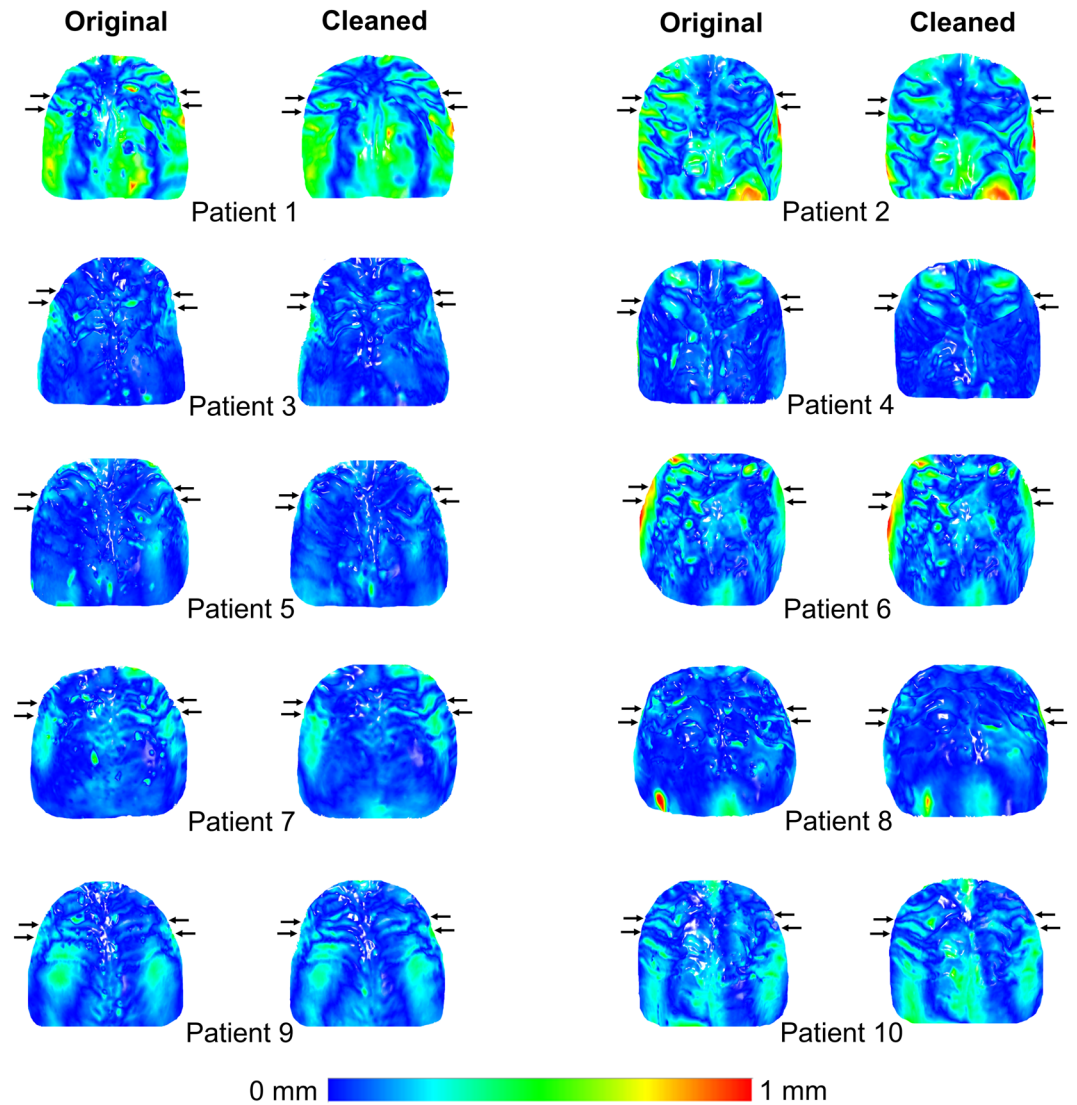 Original Cleaned Original Cleaned
Patient 1 Patient 2
Patient 3 Patient 4
Patient 5 Patient 6
Patient 7 Patient 8
Patient 9 Patient 10
0 mm 1 mm